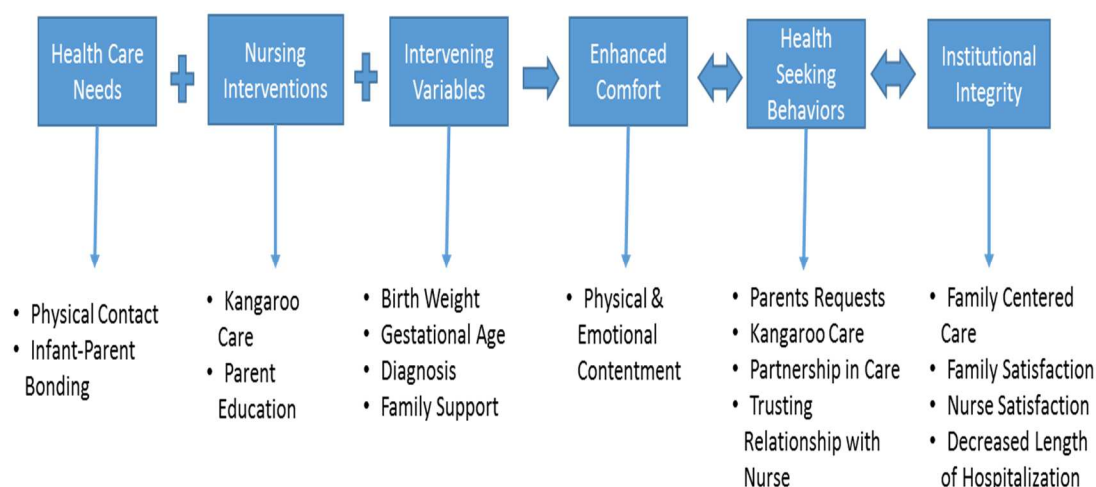 Health Care
Needs
Nursing
Interventions
Intervening
Variables
Enhanced
Comfort
Health
Seeking
Behaviors
Institutional
Integrity
• Physical Contact
• Infant-Parent
Bonding
• Kangaroo
Care
• Parent
Education
• Birth Weight
• Gestational Age
• Diagnosis
• Family Support
• Physical &
Emotional
Contentment
• Parents Requests
• Kangaroo Care
• Partnership in Care
• Trusting
Relationship with
Nurse
• Family Centered
Care
• Family Satisfaction
• Nurse Satisfaction
• Decreased Length
of Hospitalization